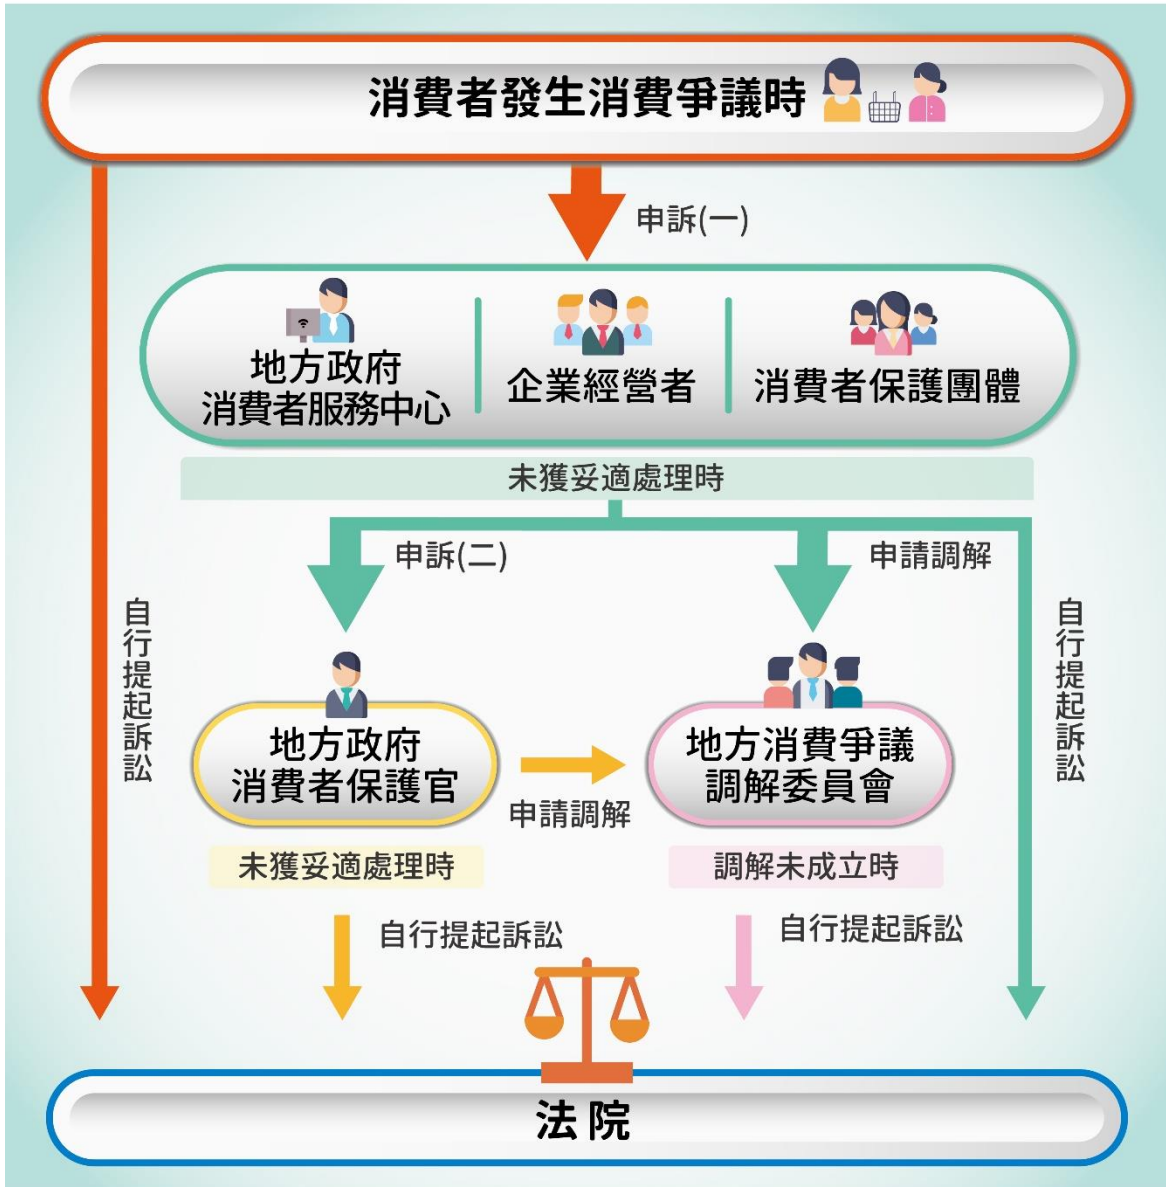 消費者發生消費爭議時
申訴(一)
地方政府
消費者服務中心
企業經營者
消費者保護團體
未獲妥適處理時
申訴(二)
申請調解
自行提起訴訟
自行提起訴訟
地方政府
消費者保護官
申請調解
地方消費爭議
調解委員會
未獲妥適處理時
調解未成立時
自行提起訴訟
自行提起訴訟
法院